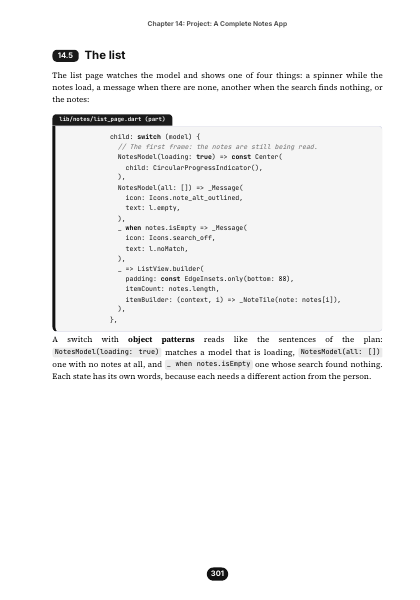 Chapter 14: Project: A Complete Notes App
14.5 The list
The list page watches the model and shows one of four things: a spinner while the
notes load, a message when there are none, another when the search finds nothing, or
the notes:
lib/notes/list_page.dart (part)
child: switch (model) {
// The first frame: the notes are still being read.
NotesModel(loading: true) => const Center(
child: CircularProgressIndicator(),
),
NotesModel(all: []) => _Message(
icon: Icons.note_alt_outlined,
text: l.empty,
),
_ when notes.isEmpty => _Message(
icon: Icons.search_off,
text: l.noMatch,
),
_ => ListView.builder(
padding: const EdgeInsets.only(bottom: 88),
itemCount: notes.length,
itemBuilder: (context, i) => _NoteTile(note: notes[i]),
),
},
A switch with object patterns reads like the sentences of the plan:
NotesModel(loading: true) matches a model that is loading, NotesModel(all: [])
one with no notes at all, and _ when notes.isEmpty one whose search found nothing.
Each state has its own words, because each needs a different action from the person.
301